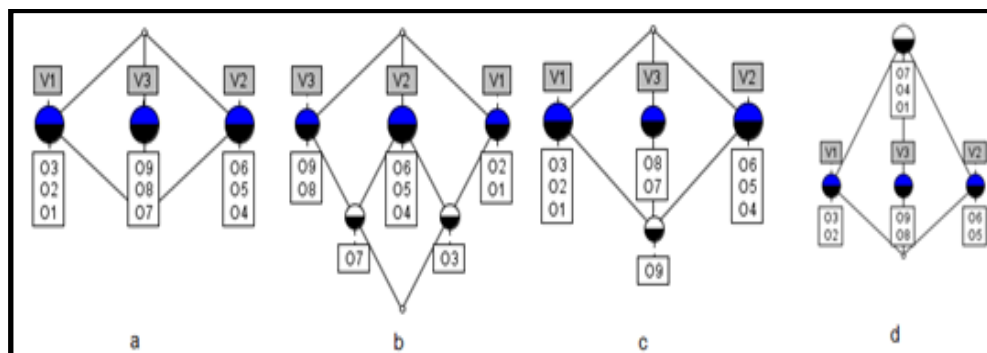 V1 V3 V2
O3 O9 O6
O2 O8 O5
O1 O7 O4
a
V3 V2 V1
O9 O6 O2
O8 O5 O1
O4
O7 O3
b
V1 V3 V2
O3 O8 O6
O2 O7 O5
O1 O4
O9
c
O7
O4
O1
V1 V3 V2
O3 O9 O6
O2 O8 O5
d